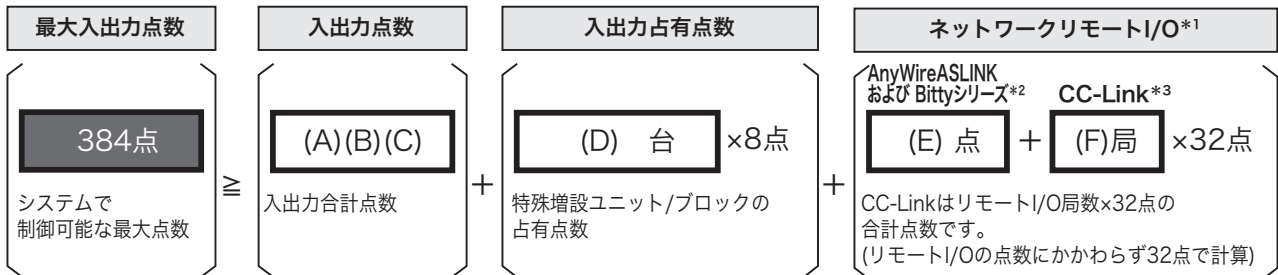 最大入出力点数
入出力点数
入出力占有点数
ネットワークリモートI/O*1
384点
システムで
制御可能な最大点数
≧
(A)(B)(C)
入出力合計点数
+
(D) 台 ×8点
特殊増設ユニット/ブロックの
占有点数
+
AnyWireASLINK
および Bittyシリーズ*2
CC-Link*3
(E) 点 + (F)局 ×32点
CC-LinkはリモートI/O局数×32点の
合計点数です。
(リモートI/Oの点数にかかわらず32点で計算)